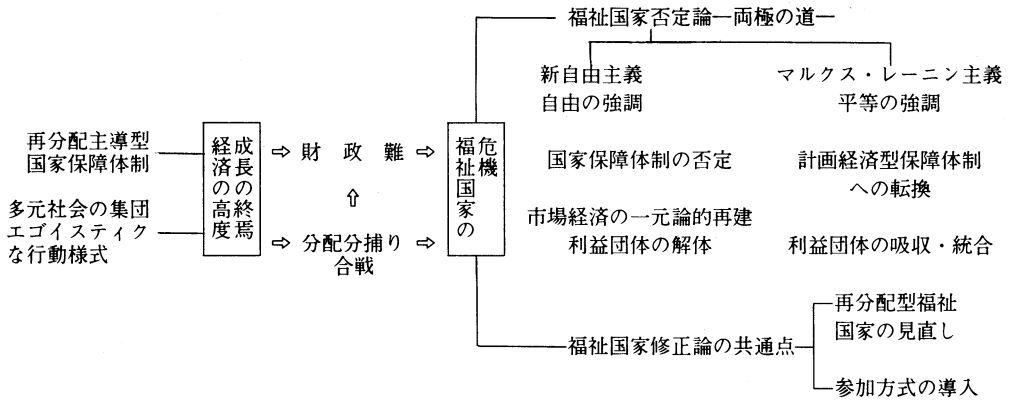 再分配主導型
国家保障体制
多元社会の集団
エゴイスティク
な行動様式
経済の高度
成長の終焉
⇨ 財政難 ⇨
⇧
⇨ 分配分捕り ⇨
合戦
福祉国家の
危機
福祉国家否定論―両極の道―
新自由主義
自由の強調
国家保障体制の否定
市場経済の一元論的再建
利益団体の解体
マルクス・レーニン主義
平等の強調
計画経済型保障体制
への転換
利益団体の吸収・統合
福祉国家修正論の共通点
再分配型福祉
国家の見直し
参加方式の導入